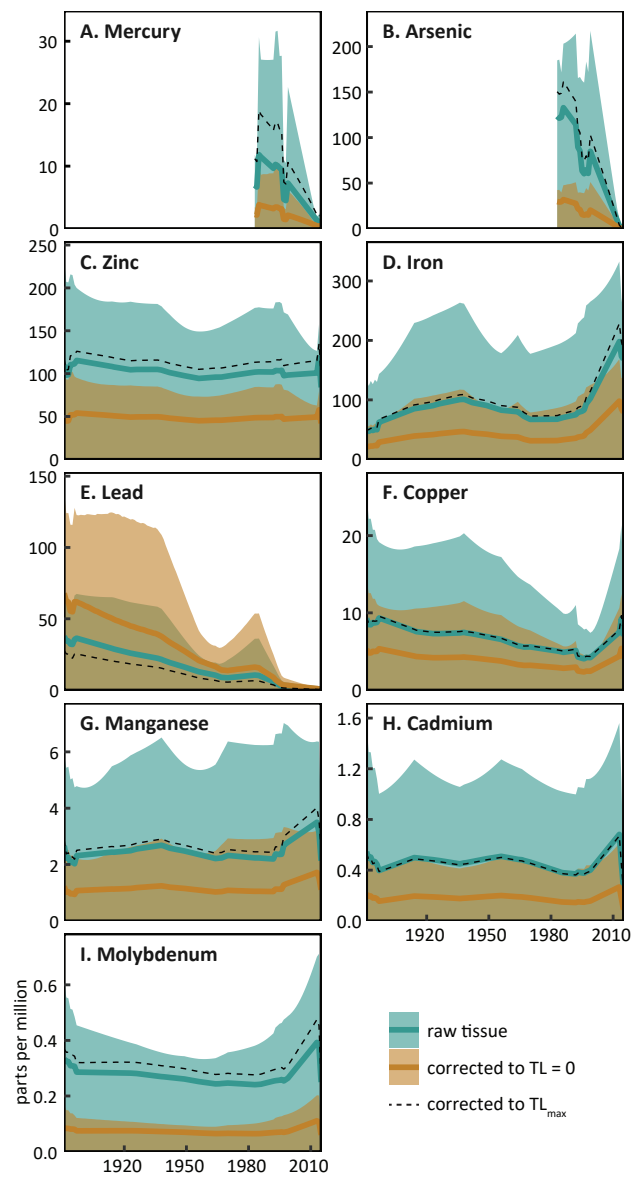 A. Mercury
30
20
10
0
B. Arsenic
200
150
100
50
0
C. Zinc
250
200
150
100
50
0
D. Iron
300
200
100
0
E. Lead
150
100
50
0
F. Copper
20
10
0
G. Manganese
6
4
2
0
H. Cadmium
1.6
1.2
0.8
0.4
0.0
1920 1950 1980 2010
I. Molybdenum
parts per million
0.6
0.4
0.2
0.0
1920 1950 1980 2010
raw tissue
corrected to TL = 0
corrected to TLmax